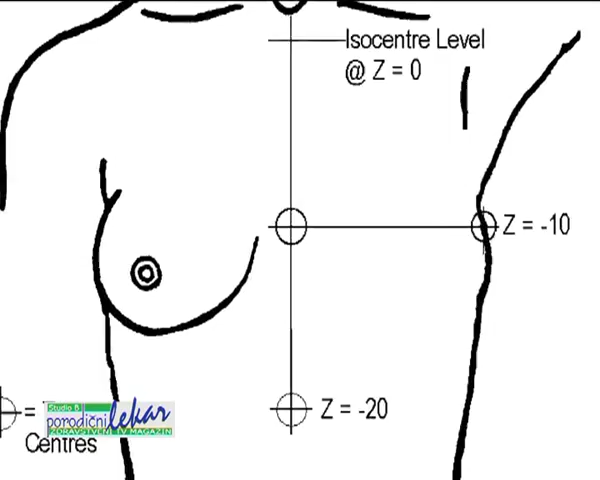 Isocentre Level
@ Z = 0
Z = -10
Z = -20
=
Studio B
porodični lekar
ZDRAVSTVENI TV MAGAZIN
Centres